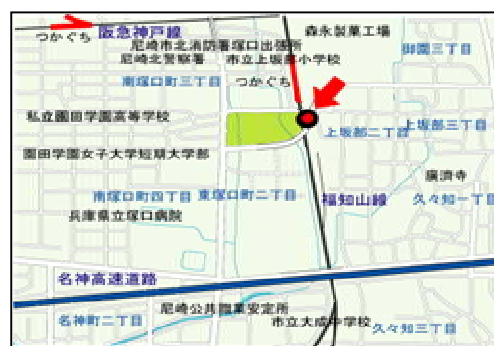 阪急神戸線
つかぐち
森永製菓工場
尼崎市北消防署塚口出張所
御園三丁目
尼崎北警察署
市立上坂部小学校
南塚口町三丁目
つかぐち
私立園田学園高等学校
上坂部二丁目
上坂部三丁目
園田学園女子大学短期大学部
廣済寺
南塚口町四丁目
東塚口町二丁目
福知山線
久々知一丁目
兵庫県立塚口病院
名神高速道路
尼崎公共職業安定所
名神町二丁目
市立大成中学校
久々知三丁目